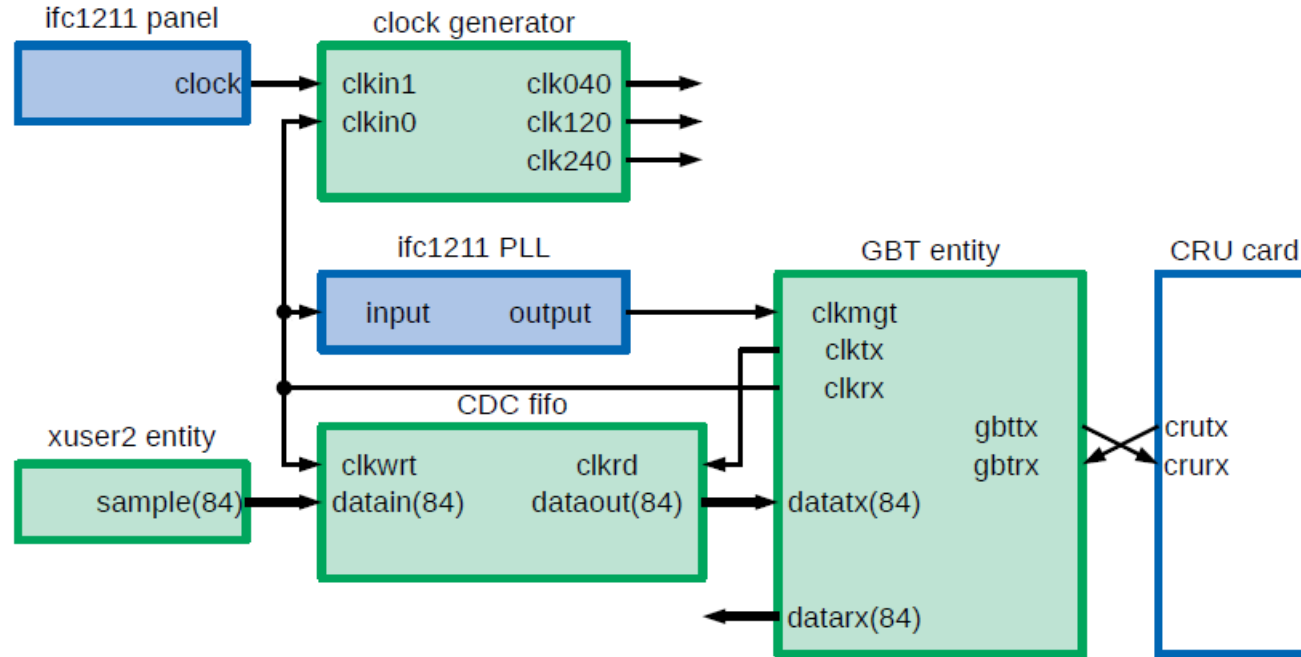 ifc1211 panel
clock
clock generator
clkin1
clk040
clkin0
clk120
clk240
ifc1211 PLL
input
output
GBT entity
CRU card
clkmgt
clktx
clkrx
gbttx
gbtrx
datatx(84)
datarx(84)
crutx
crurx
CDC fifo
clkwrt
clkrd
datain(84)
dataout(84)
xuser2 entity
sample(84)